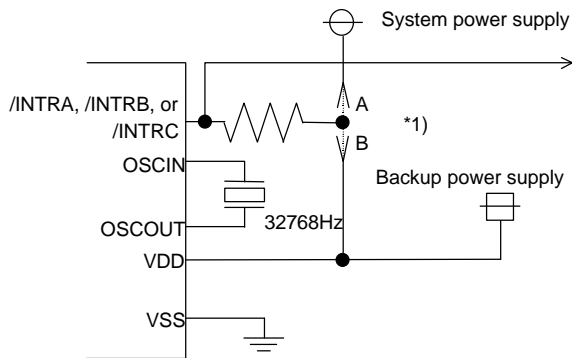 System power supply
/INTRA, /INTRB, or
/INTRC
A
*1)
B
OSCIN
Backup power supply
OSCOUT
32768Hz
VDD
VSS